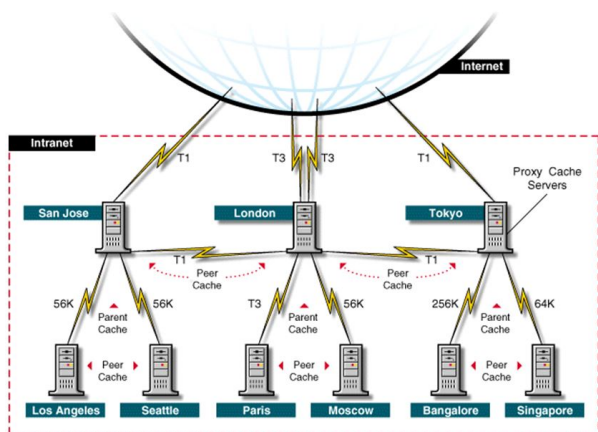 Internet
Intranet
T1
T3
T3
T1
Proxy Cache
Servers
San Jose
London
Tokyo
T1
Peer
Cache
T1
Peer
Cache
56K
Parent
Cache
56K
T3
Parent
Cache
56K
256K
Parent
Cache
64K
Peer
Cache
Peer
Cache
Peer
Cache
Los Angeles
Seattle
Paris
Moscow
Bangalore
Singapore